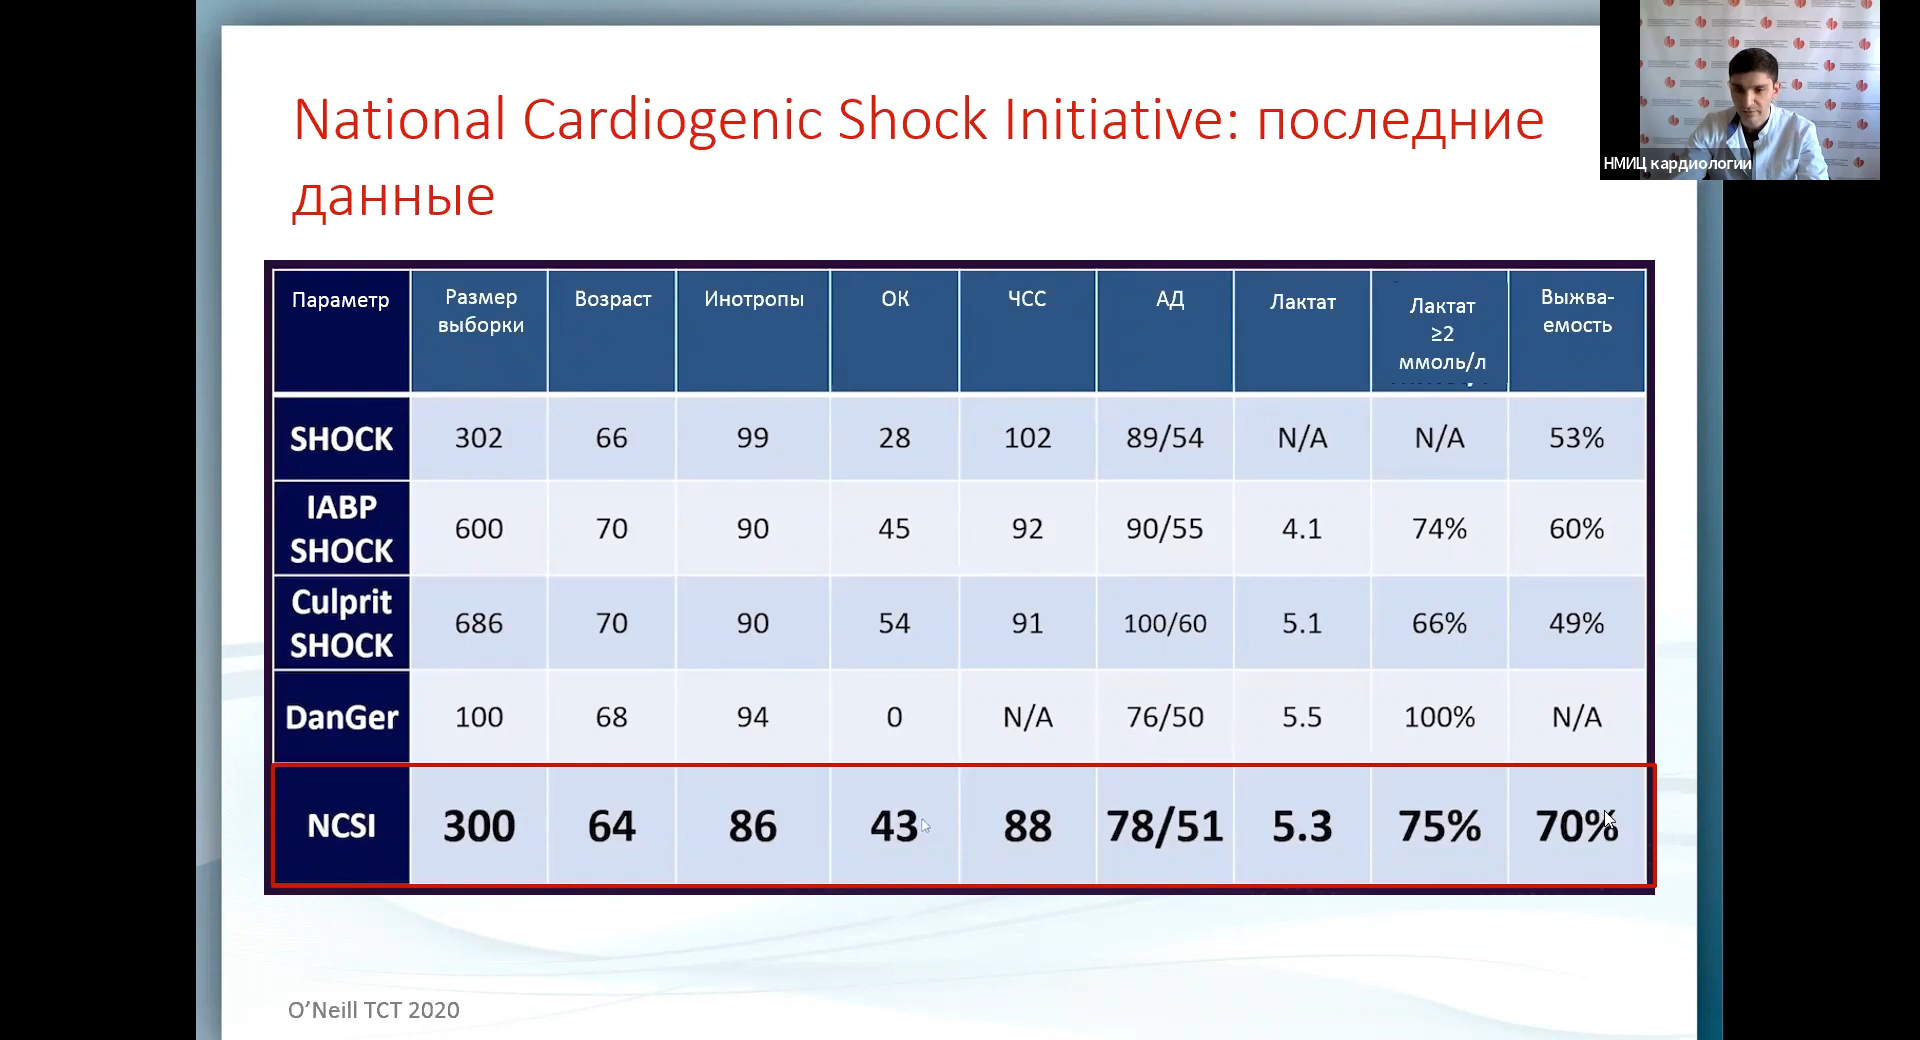 National Cardiogenic Shock Initiative: последние
данные
НМИЦ кардиологии
Параметр
Размер
выборки
Возраст
Инотропы
ОК
ЧСС
АД
Лактат
Лактат
≥2
ммоль/л
Выжва-
емость
SHOCK 302 66 99 28 102 89/54 N/A N/A 53%
IABP
SHOCK
600 70 90 45 92 90/55 4.1 74% 60%
Culprit
SHOCK
686 70 90 54 91 100/60 5.1 66% 49%
DanGer 100 68 94 0 N/A 76/50 5.5 100% N/A
NCSI 300 64 86 43 88 78/51 5.3 75% 70%
O’Neill TCT 2020